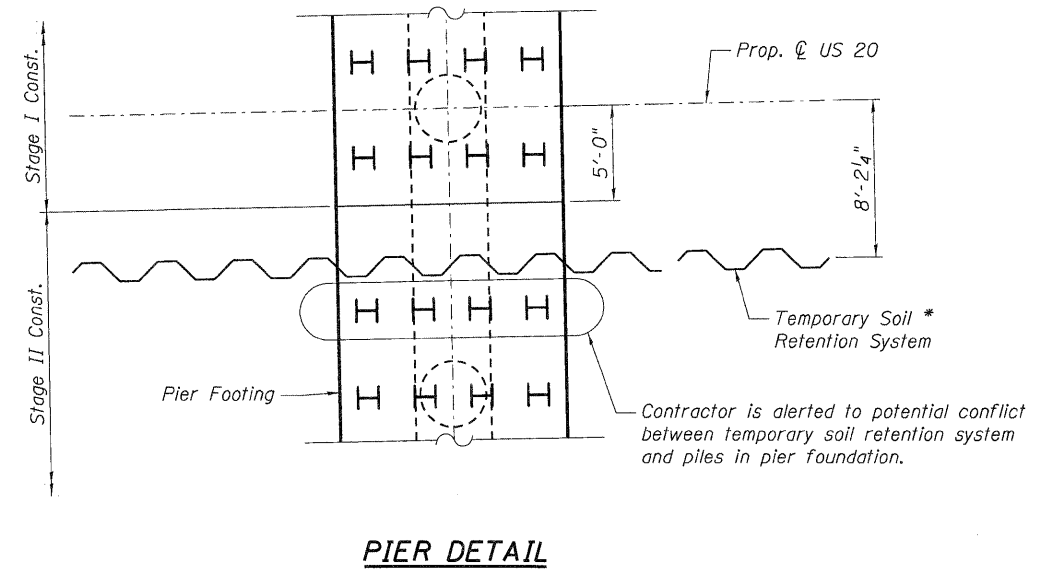 Stage I Const.
Prop. ℄ US 20
5'-0"
8'-2¼"
Stage II Const.
Temporary Soil *
Retention System
Pier Footing
Contractor is alerted to potential conflict
between temporary soil retention system
and piles in pier foundation.
PIER DETAIL